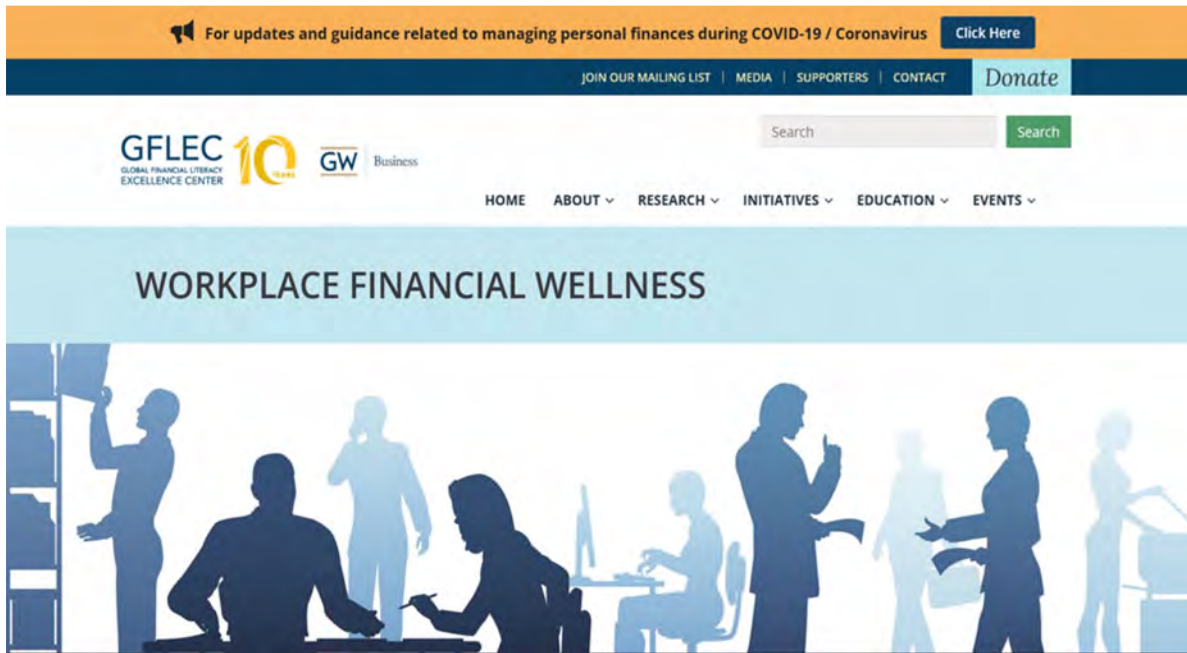 For updates and guidance related to managing personal finances during COVID-19 / Coronavirus Click Here
JOIN OUR MAILING LIST | MEDIA | SUPPORTERS | CONTACT Donate
Search Search
GFLEC 10 YEARS GW Business
GLOBAL FINANCIAL LITERACY
EXCELLENCE CENTER
HOME ABOUT RESEARCH INITIATIVES EDUCATION EVENTS
WORKPLACE FINANCIAL WELLNESS